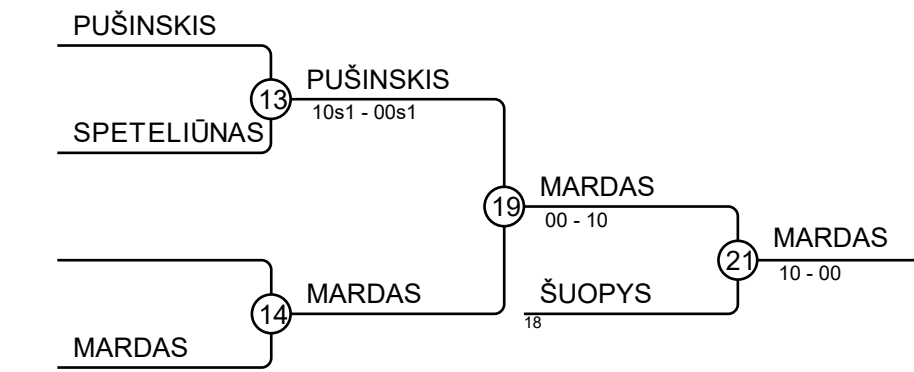 PUŠINSKIS
13
PUŠINSKIS
10s1 - 00s1
SPETELIŪNAS
19
MARDAS
00 - 10
21
MARDAS
10 - 00
14
MARDAS
ŠUOPYS
18
MARDAS